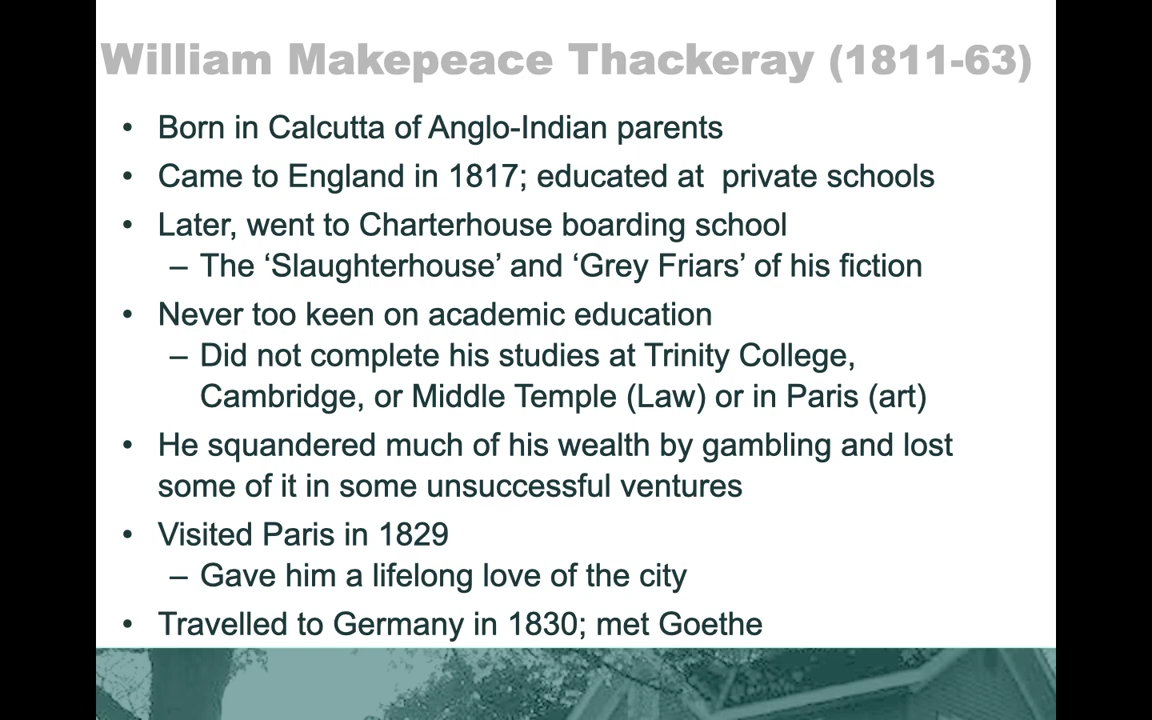 William Makepeace Thackeray (1811-63)
• Born in Calcutta of Anglo-Indian parents
• Came to England in 1817; educated at  private schools
• Later, went to Charterhouse boarding school
– The ‘Slaughterhouse’ and ‘Grey Friars’ of his fiction
• Never too keen on academic education
– Did not complete his studies at Trinity College,
Cambridge, or Middle Temple (Law) or in Paris (art)
• He squandered much of his wealth by gambling and lost
some of it in some unsuccessful ventures
• Visited Paris in 1829
– Gave him a lifelong love of the city
• Travelled to Germany in 1830; met Goethe